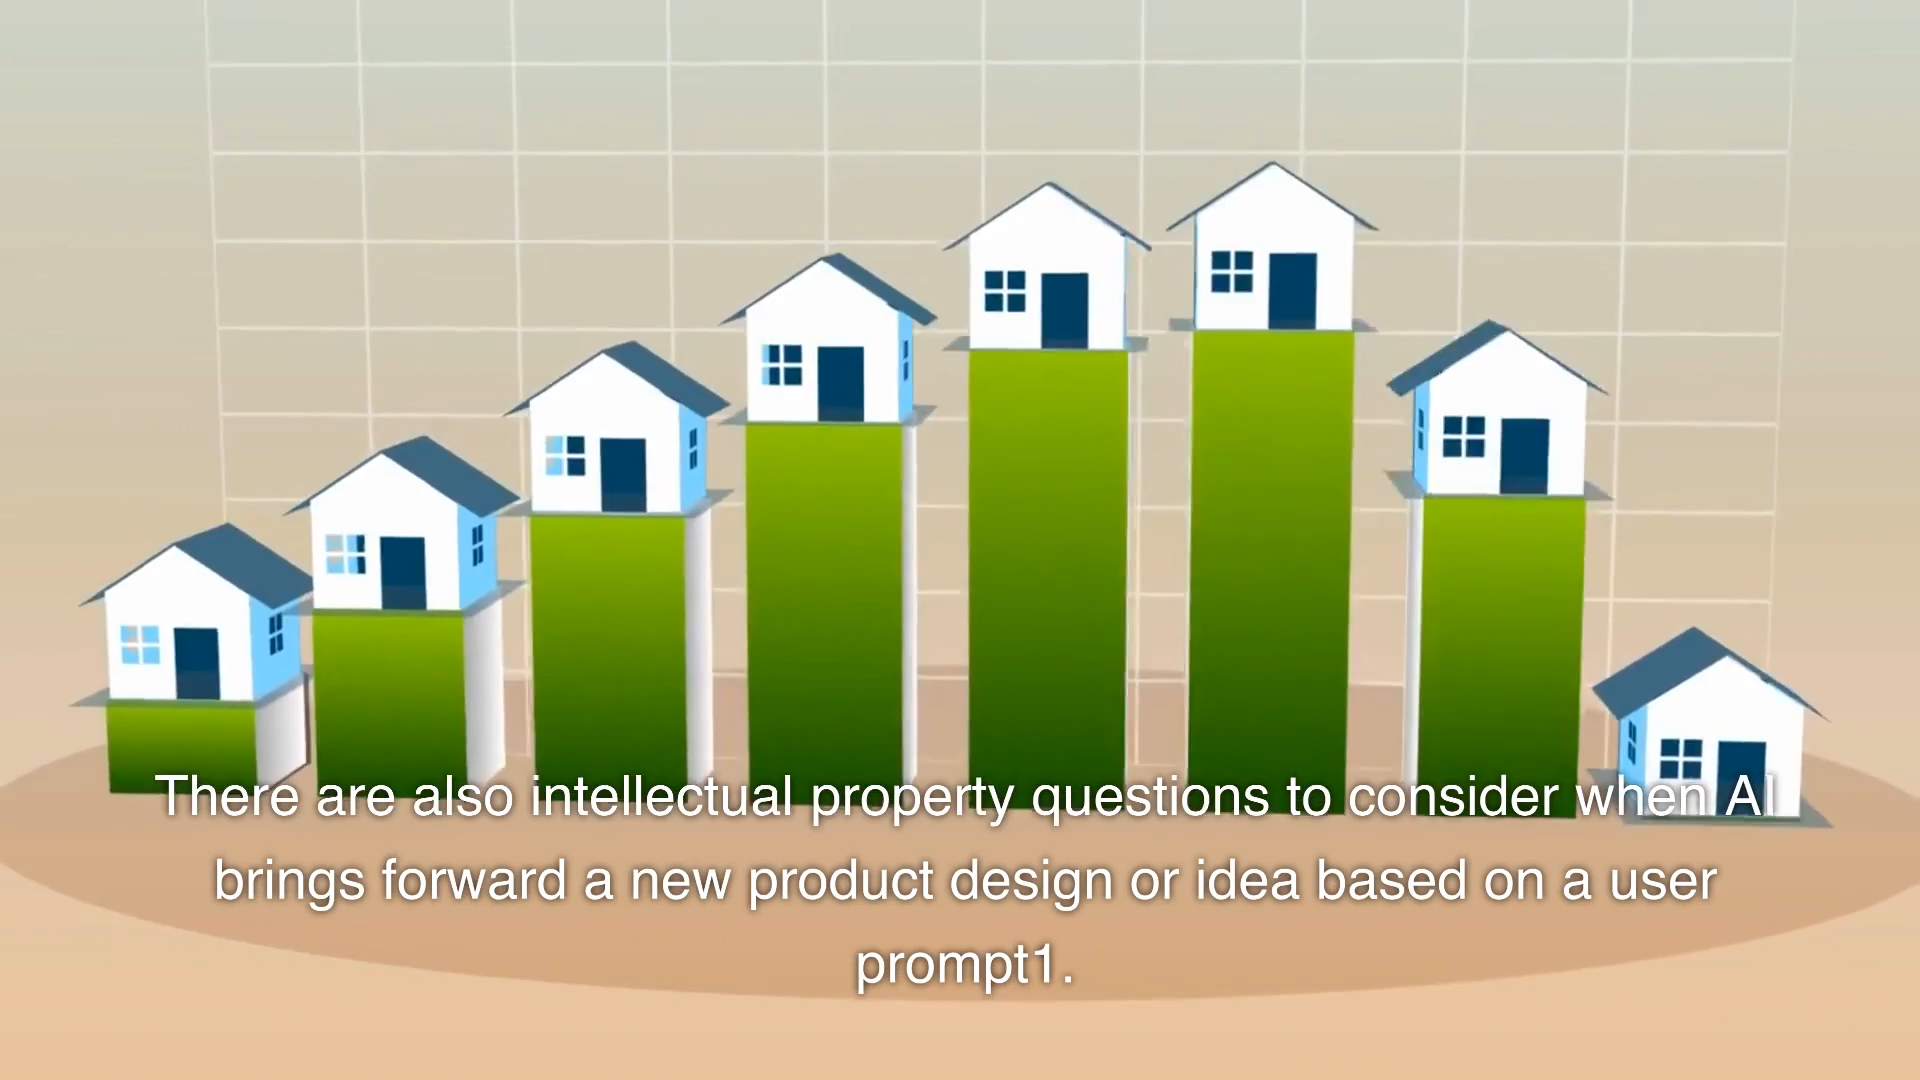 There are also intellectual property questions to consider when AI
brings forward a new product design or idea based on a user
prompt1.